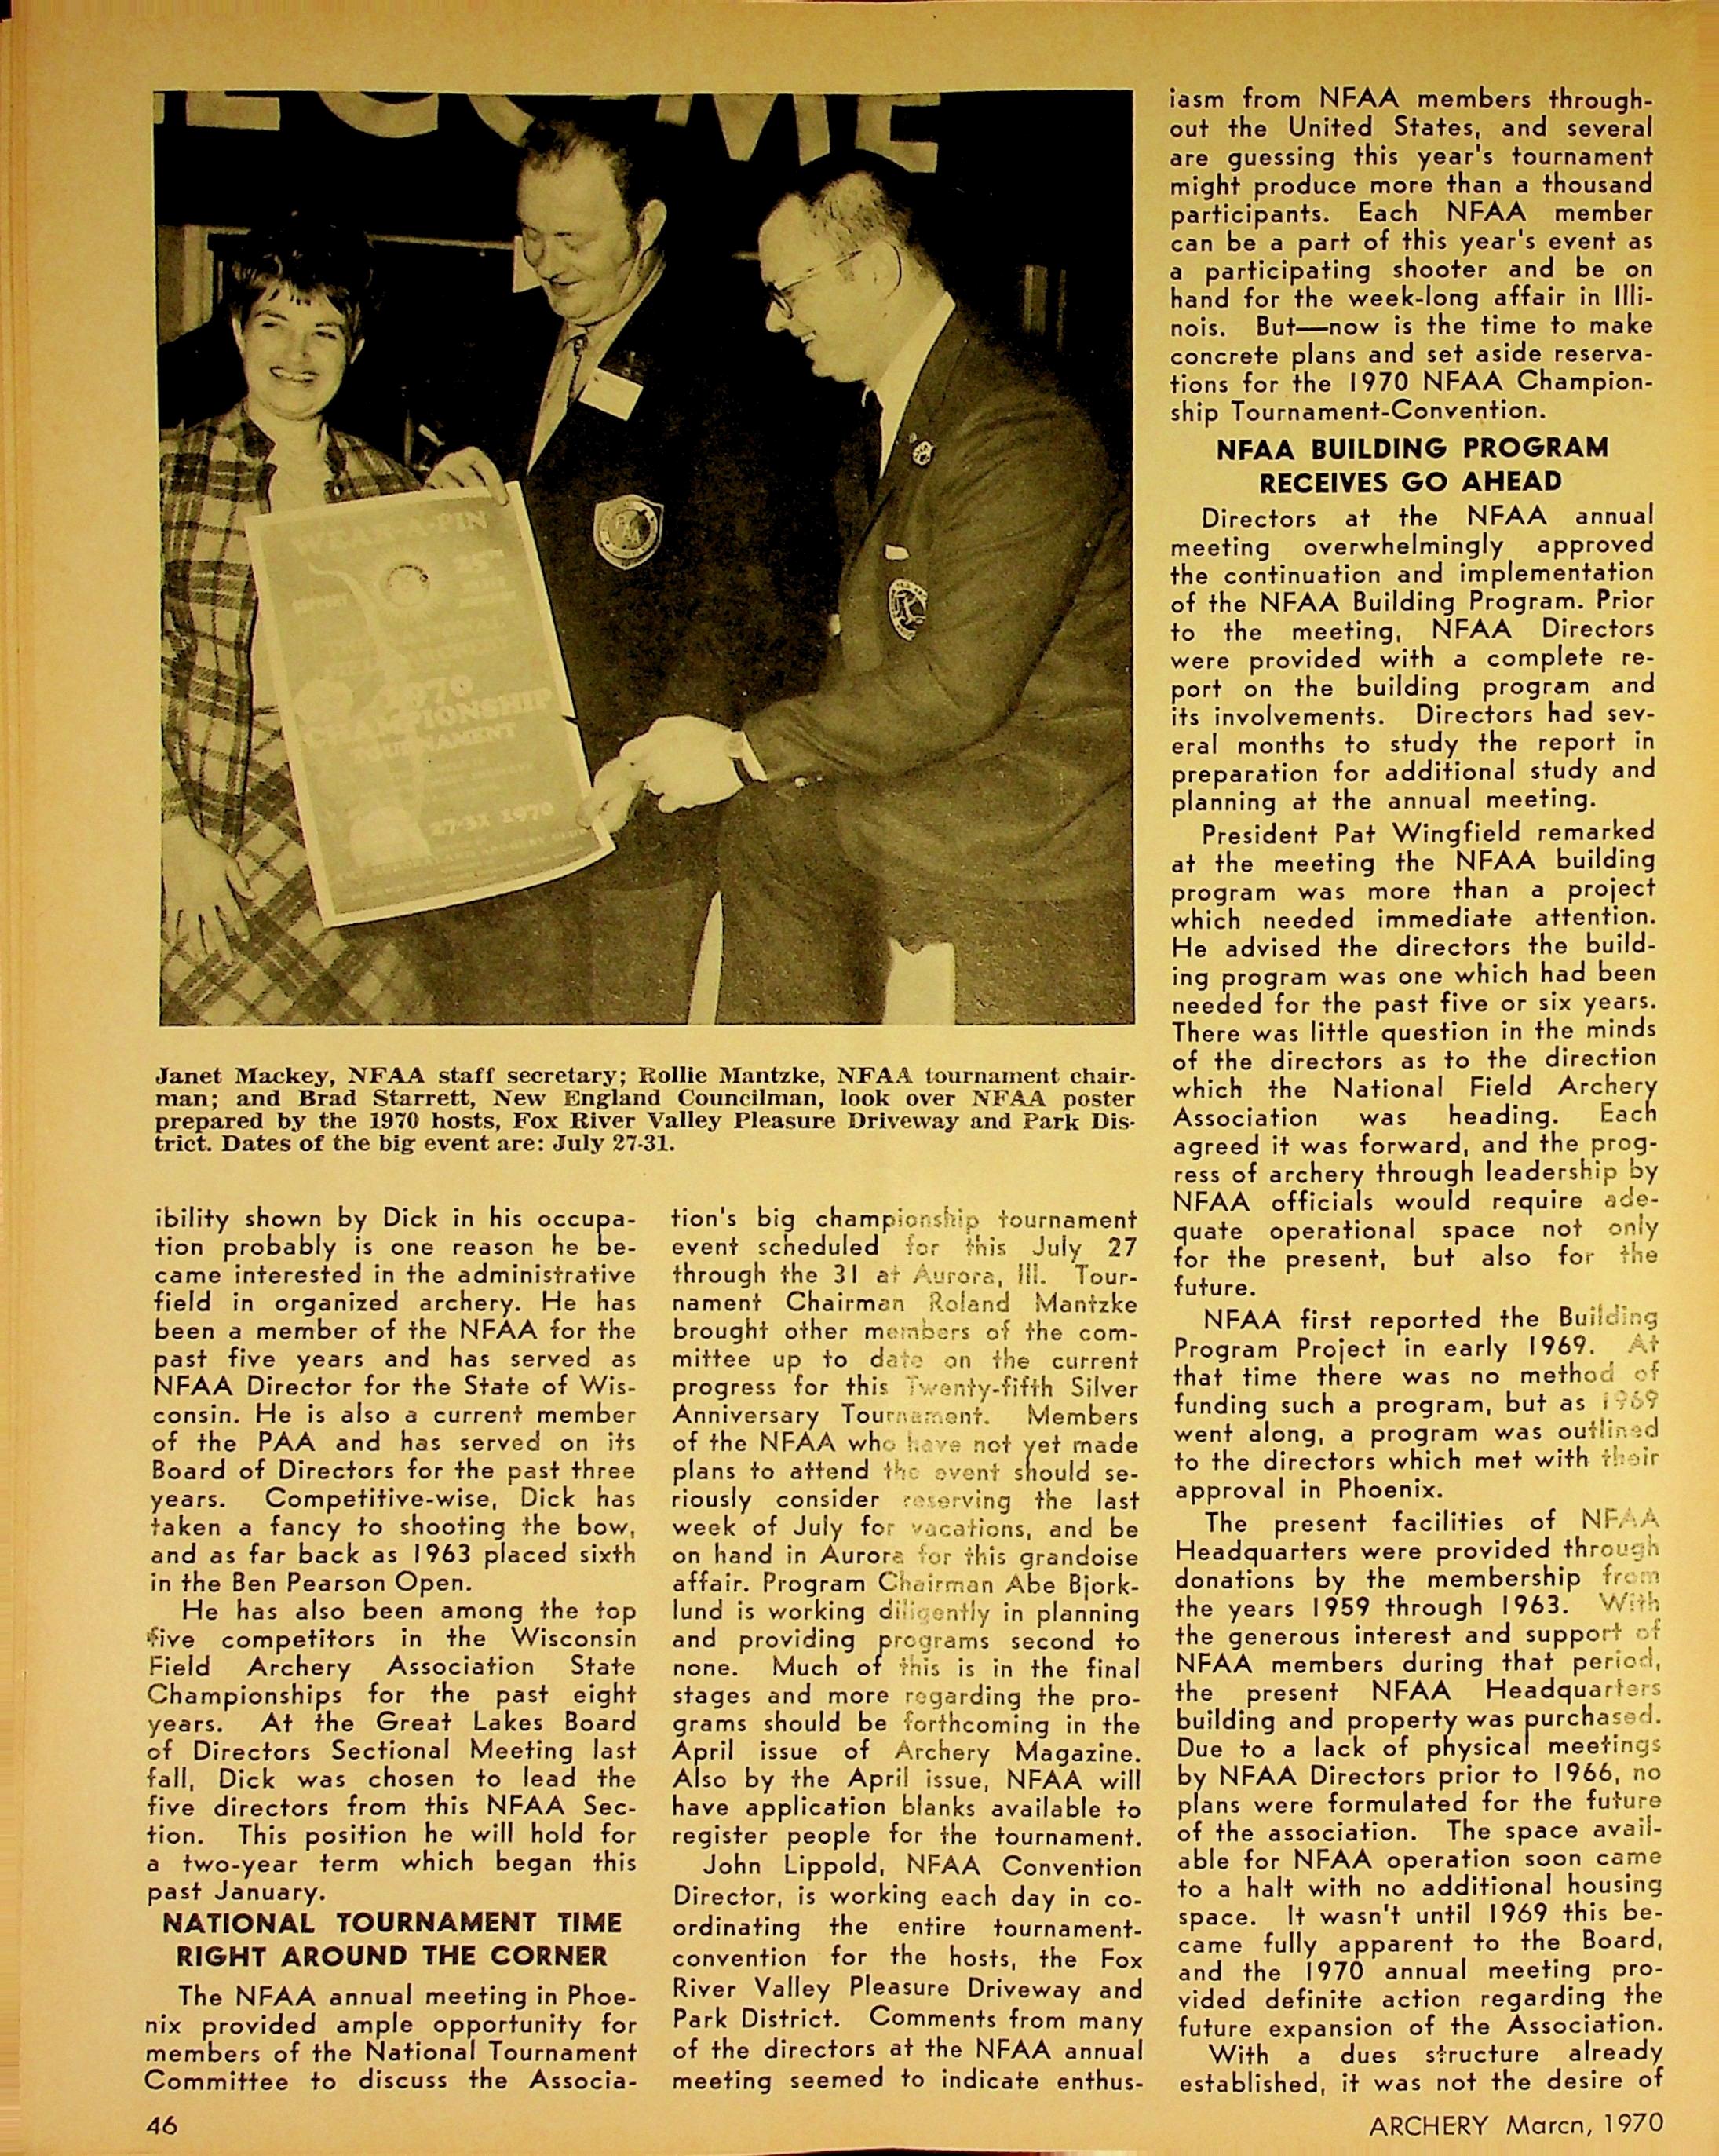 WEAR-A-PIN
25
1970
CHAMPIONSHIP
TOURNAMENT
27-31 1970
Janet Mackey, NFAA staff secretary; Rollie Mantzke, NFAA tournament chair-
man; and Brad Starrett, New England Councilman, look over NFAA poster
prepared by the 1970 hosts, Fox River Valley Pleasure Driveway and Park Dis-
trict. Dates of the big event are: July 27-31.
ibility shown by Dick in his occupa-
tion probably is one reason he be-
came interested in the administrative
field in organized archery. He has
been a member of the NFAA for the
past five years and has served as
NFAA Director for the State of Wis-
consin. He is also a current member
of the PAA and has served on its
Board of Directors for the past three
years. Competitive-wise, Dick has
taken a fancy to shooting the bow,
and as far back as 1963 placed sixth
in the Ben Pearson Open.
He has also been among the top
five competitors in the Wisconsin
Field Archery Association State
Championships for the past eight
years. At the Great Lakes Board
of Directors Sectional Meeting last
fall, Dick was chosen to lead the
five directors from this NFAA Sec-
tion. This position he will hold for
a two-year term which began this
past January.
NATIONAL TOURNAMENT TIME
RIGHT AROUND THE CORNER
The NFAA annual meeting in Phoe-
nix provided ample opportunity for
members of the National Tournament
Committee to discuss the Associa-
tion's big championship tournament
event scheduled for this July 27
through the 31 at Aurora, Ill. Tour-
nament Chairman Roland Mantzke
brought other members of the com-
mittee up to date on the current
progress for this Twenty-fifth Silver
Anniversary Tournament. Members
of the NFAA who have not yet made
plans to attend the event should se-
riously consider reserving the last
week of July for vacations, and be
on hand in Aurora for this grandoise
affair. Program Chairman Abe Bjork-
lund is working diligently in planning
and providing programs second to
none. Much of this is in the final
stages and more regarding the pro-
grams should be forthcoming in the
April issue of Archery Magazine.
Also by the April issue, NFAA will
have application blanks available to
register people for the tournament.
John Lippold, NFAA Convention
Director, is working each day in co-
ordinating the entire tournament-
convention for the hosts, the Fox
River Valley Pleasure Driveway and
Park District. Comments from many
of the directors at the NFAA annual
meeting seemed to indicate enthus-
iasm from NFAA members through-
out the United States, and several
are guessing this year's tournament
might produce more than a thousand
participants. Each NFAA member
can be a part of this year's event as
a participating shooter and be on
hand for the week-long affair in Illi-
nois. But—now is the time to make
concrete plans and set aside reserva-
tions for the 1970 NFAA Champion-
ship Tournament-Convention.
NFAA BUILDING PROGRAM
RECEIVES GO AHEAD
Directors at the NFAA annual
meeting overwhelmingly approved
the continuation and implementation
of the NFAA Building Program. Prior
to the meeting, NFAA Directors
were provided with a complete re-
port on the building program and
its involvements. Directors had sev-
eral months to study the report in
preparation for additional study and
planning at the annual meeting.
President Pat Wingfield remarked
at the meeting the NFAA building
program was more than a project
which needed immediate attention.
He advised the directors the build-
ing program was one which had been
needed for the past five or six years.
There was little question in the minds
of the directors as to the direction
which the National Field Archery
Association was heading. Each
agreed it was forward, and the prog-
ress of archery through leadership by
NFAA officials would require ade-
quate operational space not only
for the present, but also for the
future.
NFAA first reported the Building
Program Project in early 1969. At
that time there was no method of
funding such a program, but as 1969
went along, a program was outlined
to the directors which met with their
approval in Phoenix.
The present facilities of NFAA
Headquarters were provided through
donations by the membership from
the years 1959 through 1963. With
the generous interest and support of
NFAA members during that period,
the present NFAA Headquarters
building and property was purchased.
Due to a lack of physical meetings
by NFAA Directors prior to 1966, no
plans were formulated for the future
of the association. The space avail-
able for NFAA operation soon came
to a halt with no additional housing
space. It wasn't until 1969 this be-
came fully apparent to the Board,
and the 1970 annual meeting pro-
vided definite action regarding the
future expansion of the Association.
With a dues structure already
established, it was not the desire of
46
ARCHERY March, 1970